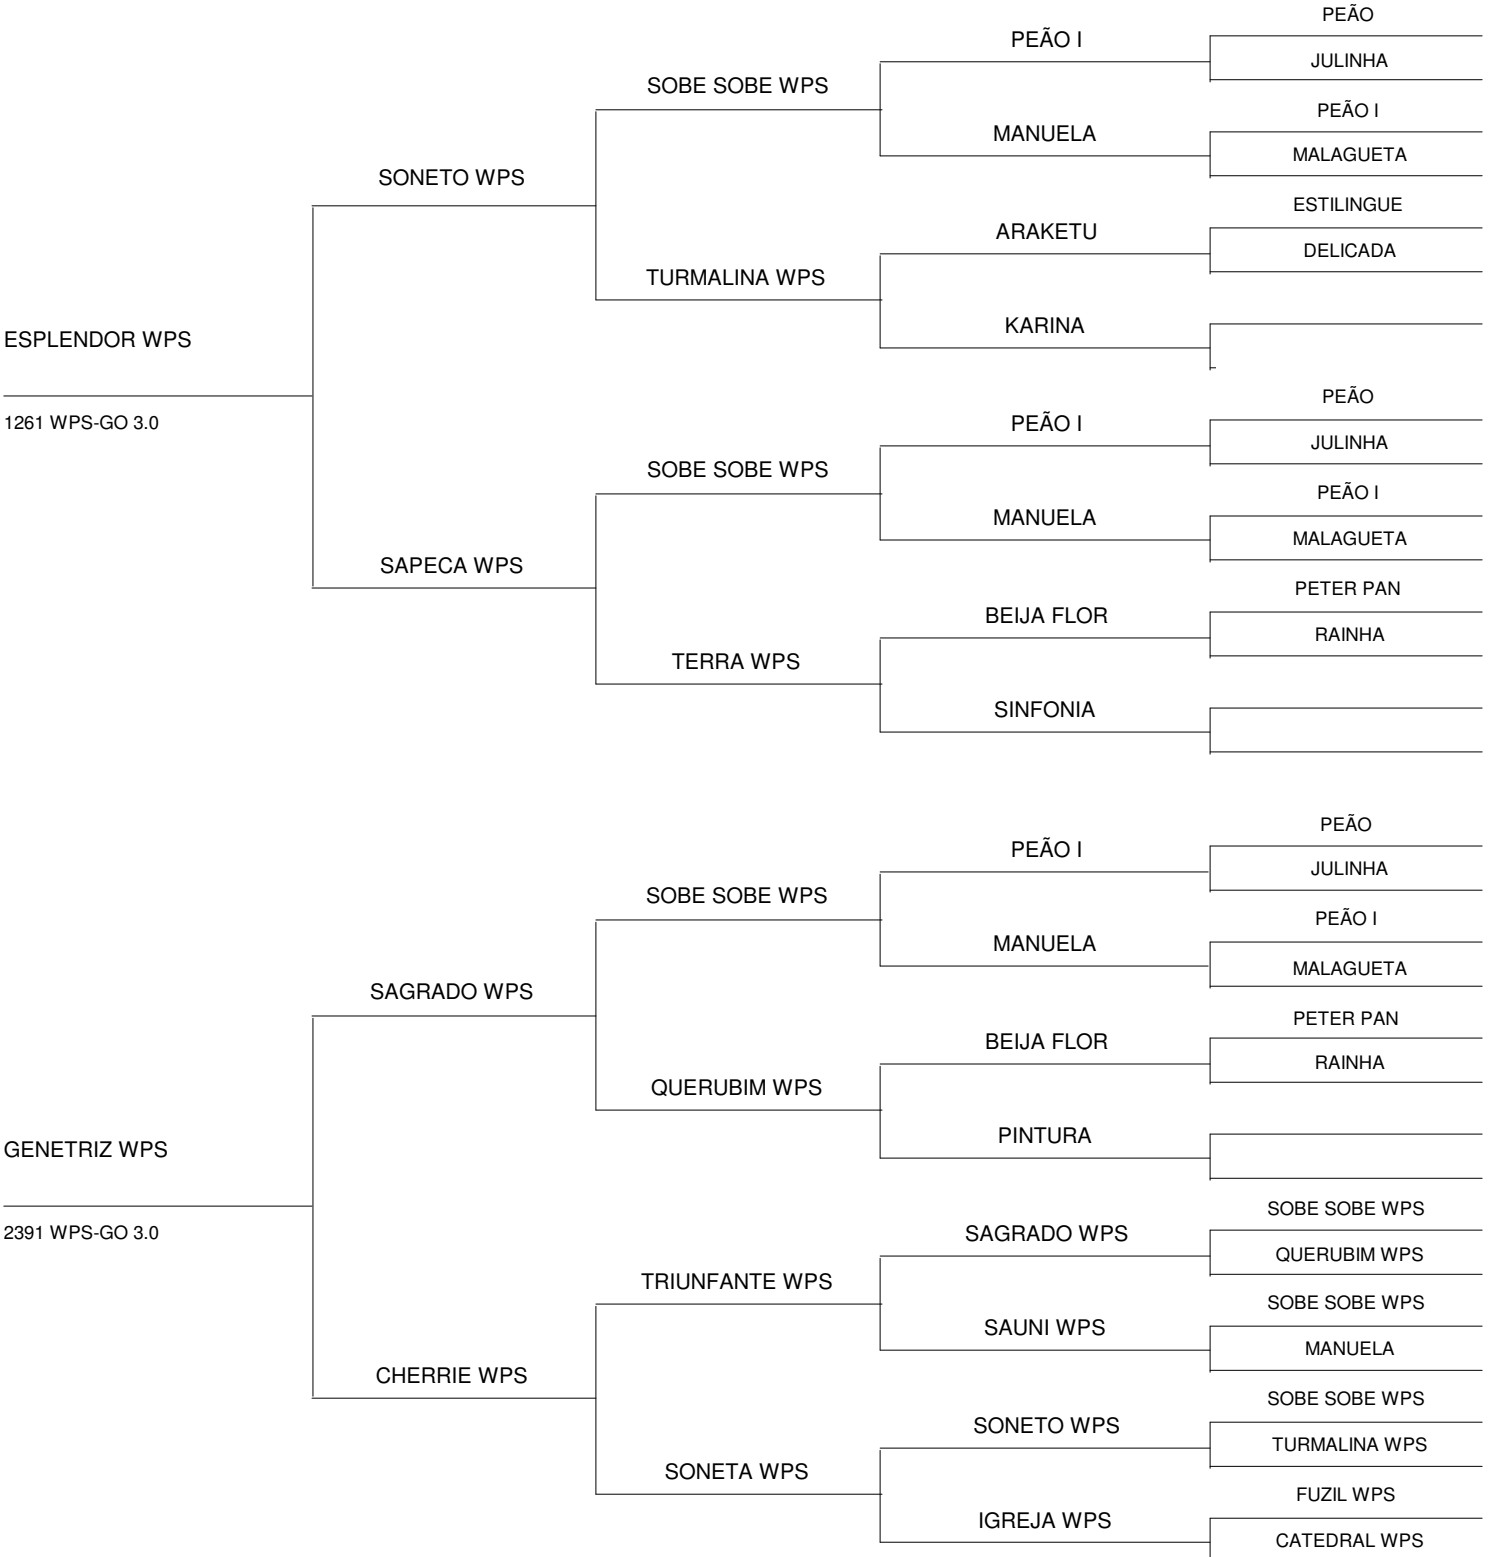 PEÃO
PEÃO I
JULINHA
SOBE SOBE WPS
PEÃO I
MANUELA
MALAGUETA
SONETO WPS
ESTILINGUE
ARAKETU
DELICADA
TURMALINA WPS
KARINA
ESPLENDOR WPS
PEÃO
1261 WPS-GO 3.0
PEÃO I
JULINHA
SOBE SOBE WPS
PEÃO I
MANUELA
MALAGUETA
SAPECA WPS
PETER PAN
BEIJA FLOR
RAINHA
TERRA WPS
SINFONIA
PEÃO
PEÃO I
JULINHA
SOBE SOBE WPS
PEÃO I
MANUELA
MALAGUETA
SAGRADO WPS
PETER PAN
BEIJA FLOR
RAINHA
QUERUBIM WPS
PINTURA
GENETRIZ WPS
SOBE SOBE WPS
2391 WPS-GO 3.0
SAGRADO WPS
QUERUBIM WPS
TRIUNFANTE WPS
SOBE SOBE WPS
SAUNI WPS
MANUELA
CHERRIE WPS
SOBE SOBE WPS
SONETO WPS
TURMALINA WPS
SONETA WPS
FUZIL WPS
IGREJA WPS
CATEDRAL WPS